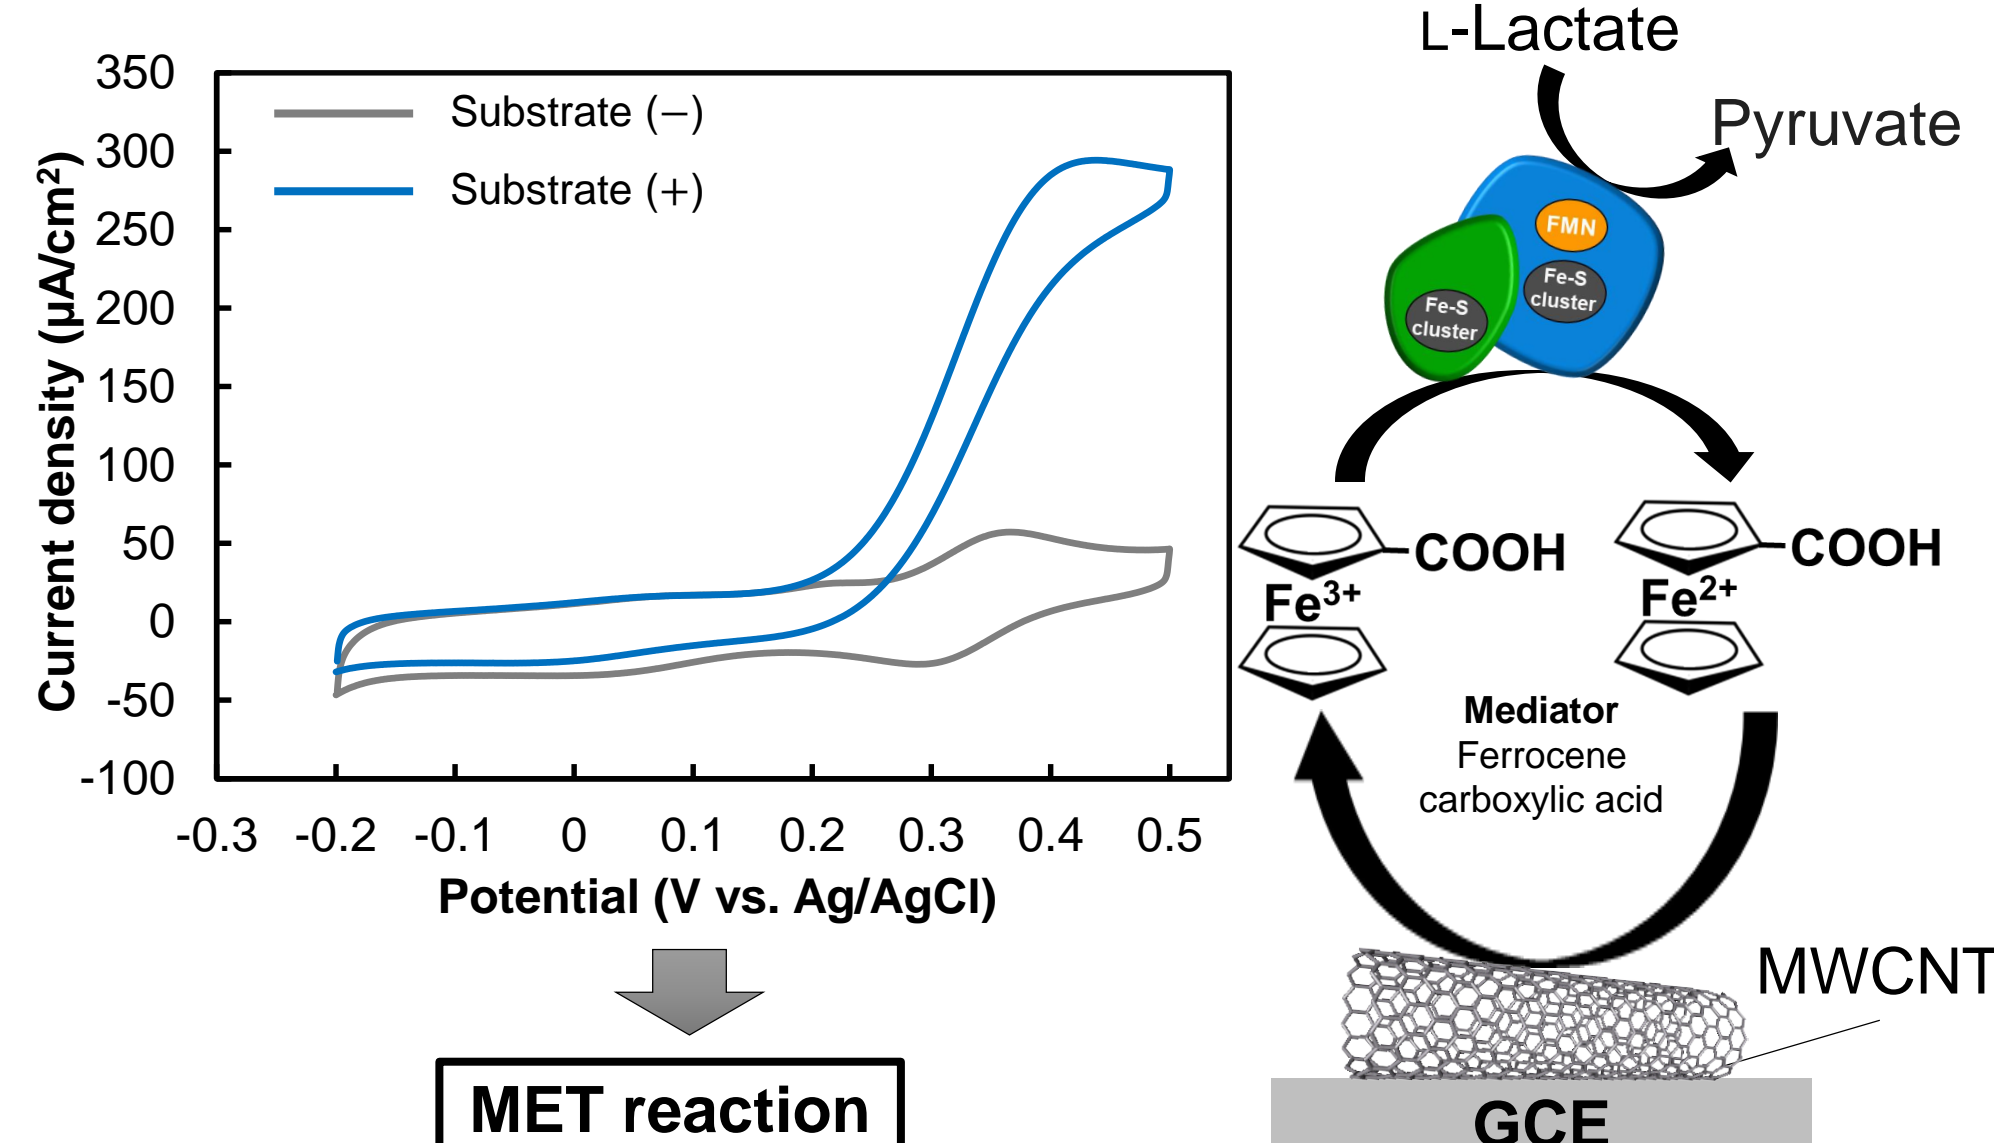 350
300
250
200
150
100
50
0
-50
-100
Current density (µA/cm²)
Substrate (−)
Substrate (+)
-0.3 -0.2 -0.1 0 0.1 0.2 0.3 0.4 0.5
Potential (V vs. Ag/AgCl)
MET reaction
L-Lactate
Pyruvate
FMN
Fe-S
cluster
Fe-S
cluster
COOH
Fe³⁺
COOH
Fe²⁺
Mediator
Ferrocene
carboxylic acid
MWCNT
GCE